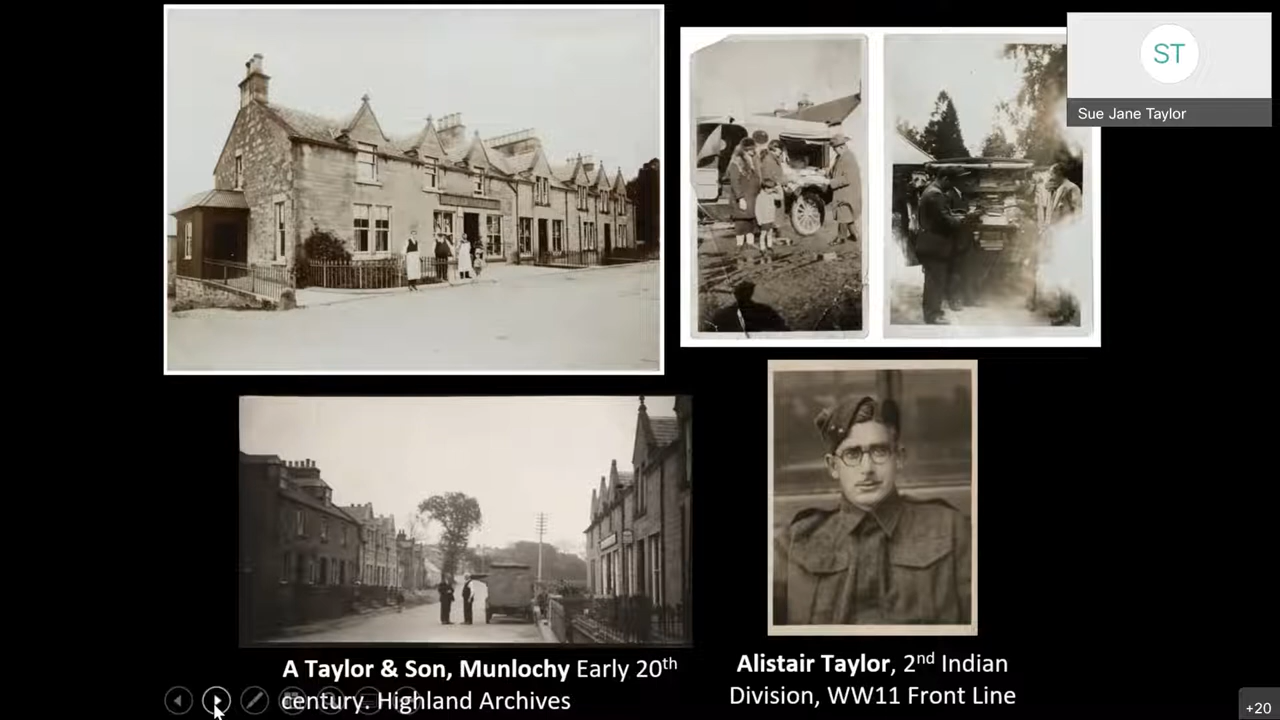 ST
Sue Jane Taylor
A Taylor & Son, Munlochy Early 20th
century. Highland Archives
Alistair Taylor, 2nd Indian
Division, WW11 Front Line
+20